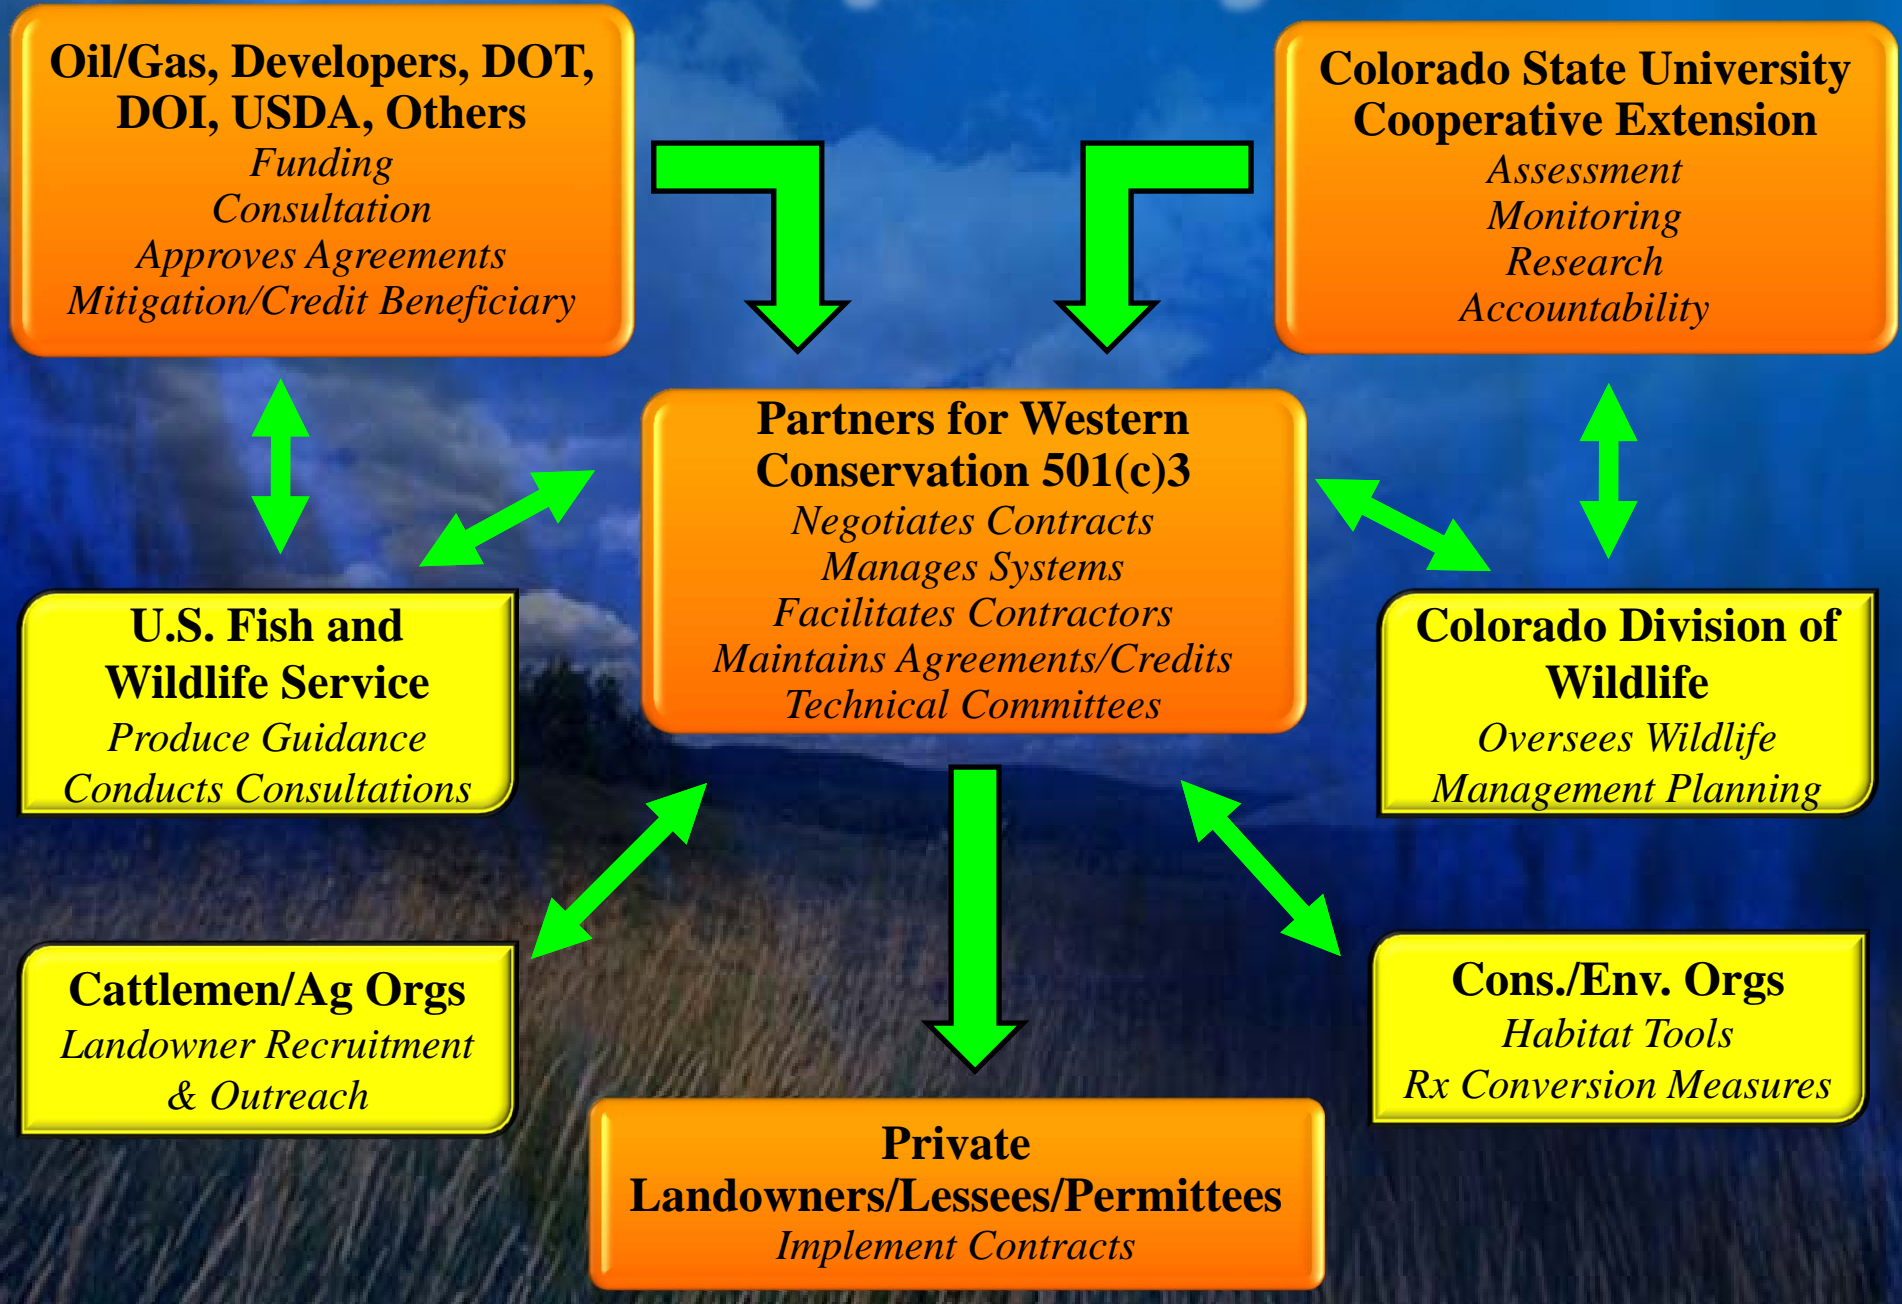 Oil/Gas, Developers, DOT,
DOI, USDA, Others
Funding
Consultation
Approves Agreements
Mitigation/Credit Beneficiary
Colorado State University
Cooperative Extension
Assessment
Monitoring
Research
Accountability
Partners for Western
Conservation 501(c)3
Negotiates Contracts
Manages Systems
Facilitates Contractors
Maintains Agreements/Credits
Technical Committees
U.S. Fish and
Wildlife Service
Produce Guidance
Conducts Consultations
Colorado Division of
Wildlife
Oversees Wildlife
Management Planning
Cattlemen/Ag Orgs
Landowner Recruitment
& Outreach
Cons./Env. Orgs
Habitat Tools
Rx Conversion Measures
Private
Landowners/Lessees/Permittees
Implement Contracts